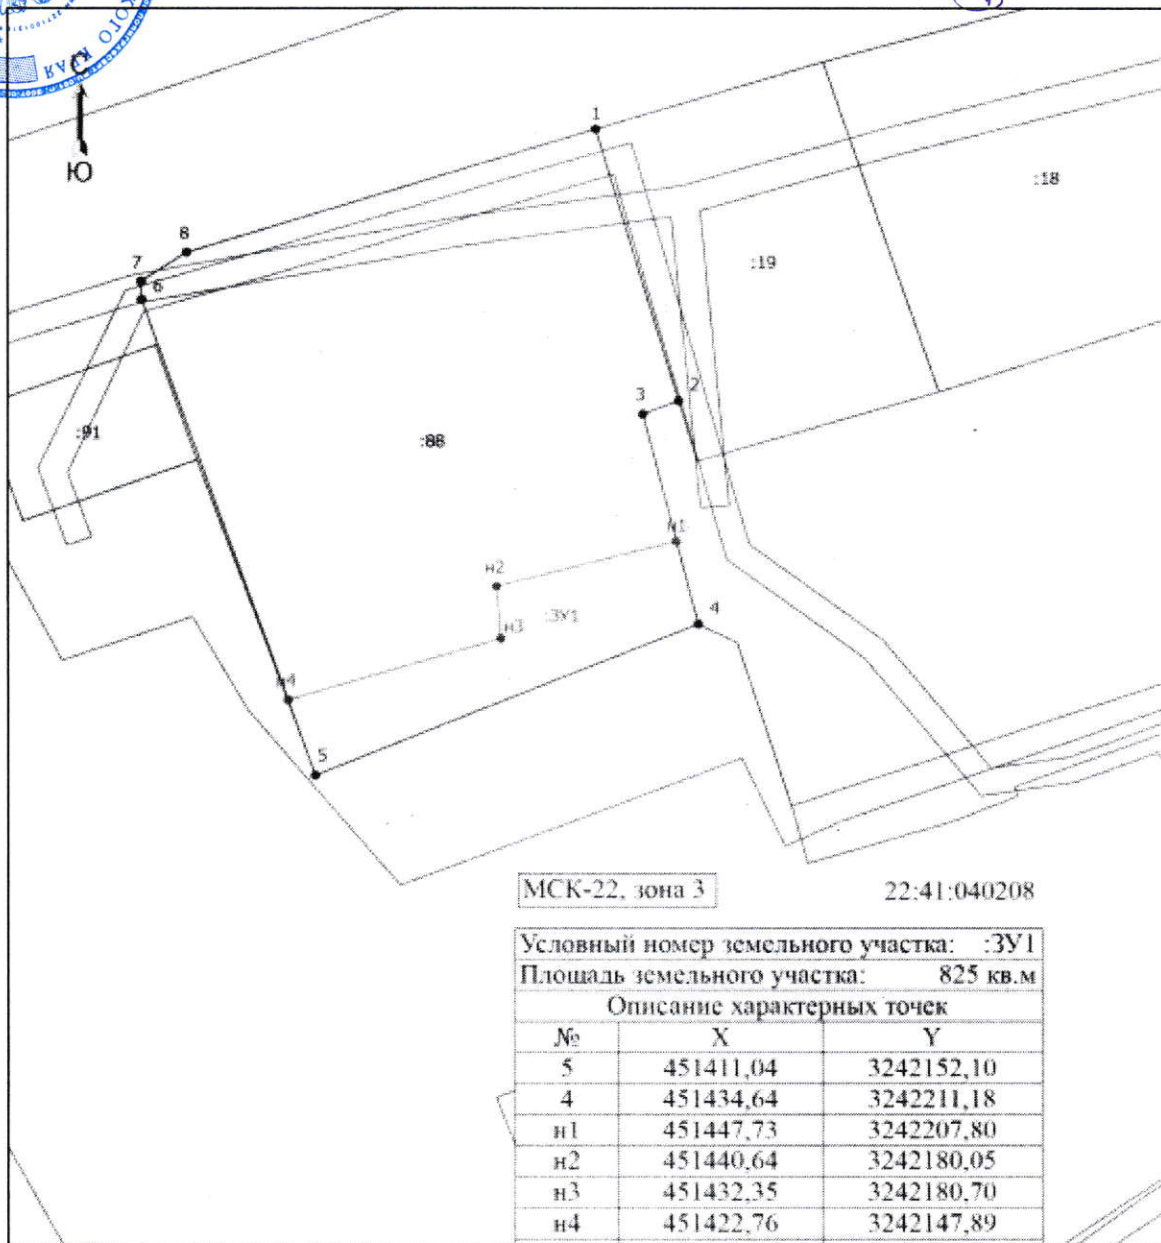 КОГО КРАЯ
С
Ю
1
:18
8
:19
7
6
2
3
:91
:88
н1
н2
4
н3
:ЗУ1
н4
5
МСК-22, зона 3
22:41:040208
Условный номер земельного участка: :ЗУ1
Площадь земельного участка: 825 кв.м
Описание характерных точек
№ X Y
5 451411,04 3242152,10
4 451434,64 3242211,18
н1 451447,73 3242207,80
н2 451440,64 3242180,05
н3 451432,35 3242180,70
н4 451422,76 3242147,89